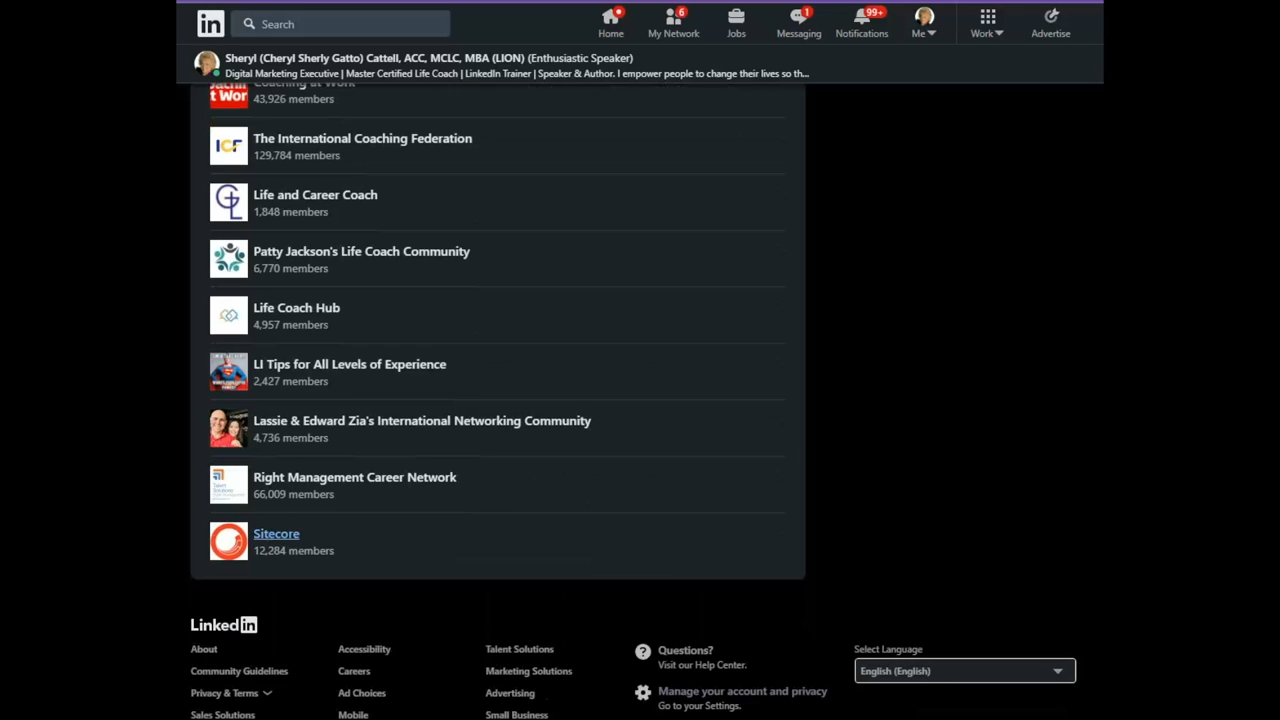 in
Search
6
1
99+
Home
My Network
Jobs
Messaging
Notifications
Me
Work
Advertise
Sheryl (Cheryl Sherly Gatto) Cattell, ACC, MCLC, MBA (LION) (Enthusiastic Speaker)
Digital Marketing Executive | Master Certified Life Coach | LinkedIn Trainer | Speaker & Author. I empower people to change their lives so th...
at Wor
Coaching at Work
43,926 members
ICF
The International Coaching Federation
129,784 members
Life and Career Coach
1,848 members
Patty Jackson's Life Coach Community
6,770 members
Life Coach Hub
4,957 members
LI Tips for All Levels of Experience
2,427 members
Lassie & Edward Zia's International Networking Community
4,736 members
Right Management Career Network
66,009 members
Sitecore
12,284 members
LinkedIn
About
Accessibility
Talent Solutions
Community Guidelines
Careers
Marketing Solutions
Privacy & Terms
Ad Choices
Advertising
Sales Solutions
Mobile
Small Business
Questions?
Visit our Help Center.
Manage your account and privacy
Go to your Settings.
Select Language
English (English)